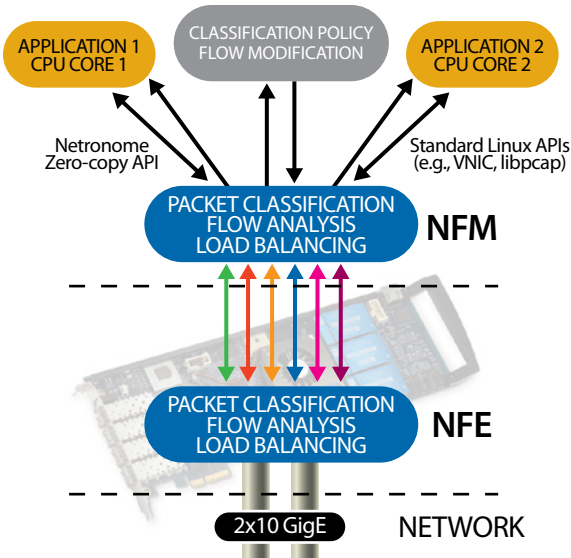 APPLICATION 1
CPU CORE 1
CLASSIFICATION POLICY
FLOW MODIFICATION
APPLICATION 2
CPU CORE 2
Netronome
Zero-copy API
Standard Linux APIs
(e.g., VNIC, libpcap)
PACKET CLASSIFICATION
FLOW ANALYSIS
LOAD BALANCING
NFM
PACKET CLASSIFICATION
FLOW ANALYSIS
LOAD BALANCING
NFE
2x10 GigE
NETWORK